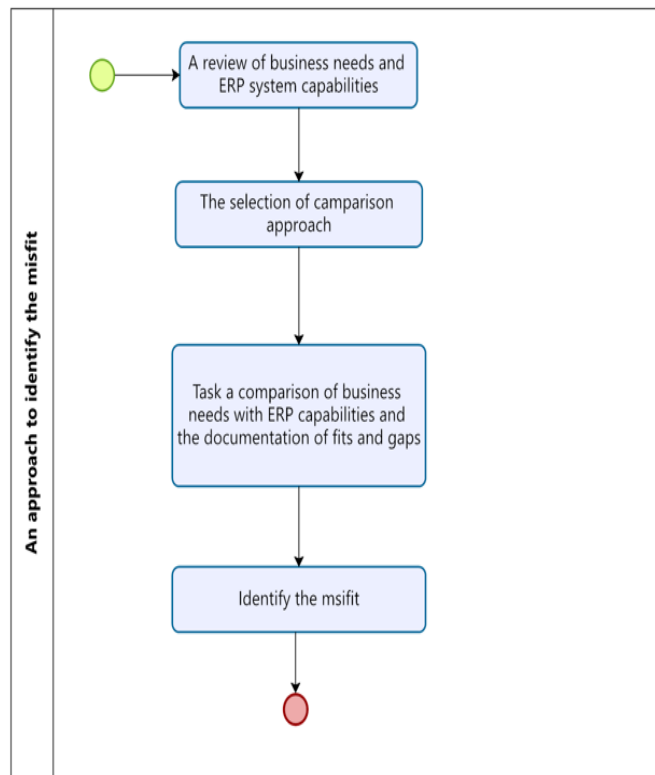 An approach to identify the misfit
A review of business needs and
ERP system capabilities
The selection of camparison
approach
Task a comparison of business
needs with ERP capabilities and
the documentation of fits and gaps
Identify the msifit